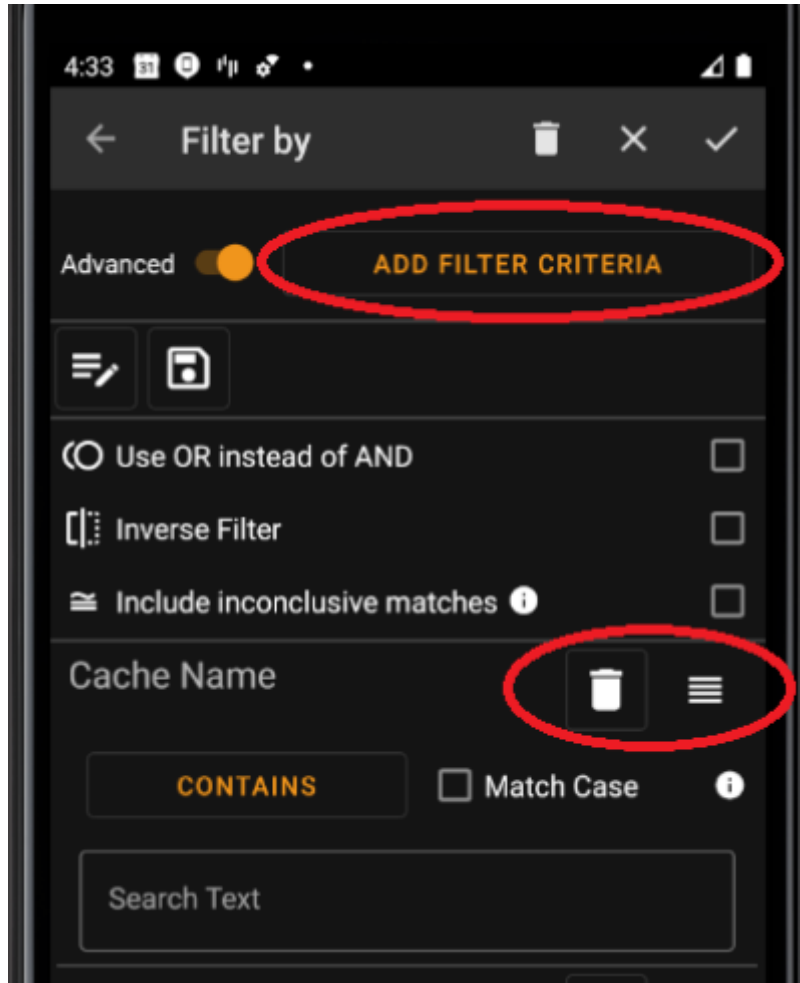 4:33 31
Filter by
Advanced ADD FILTER CRITERIA
Use OR instead of AND
Inverse Filter
Include inconclusive matches i
Cache Name
CONTAINS Match Case i
Search Text